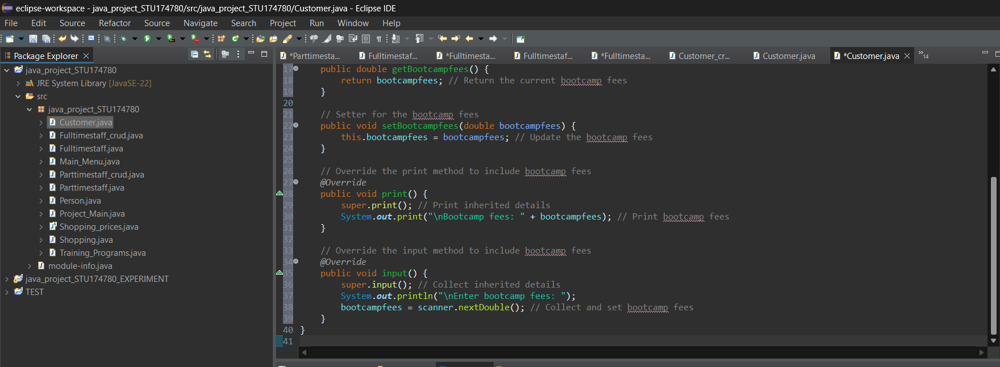 eclipse-workspace - java_project_STU174780/src/java_project_STU174780/Customer.java - Eclipse IDE
File Edit Source Refactor Source Navigate Search Project Run Window Help
Package Explorer
java_project_STU174780
JRE System Library [JavaSE-22]
src
java_project_STU174780
Customer.java
Fulltimestaff_crud.java
Fulltimestaff.java
Main_Menu.java
Parttimestaff_crud.java
Parttimestaff.java
Person.java
Project_Main.java
Shopping_prices.java
Shopping.java
Training_Programs.java
module-info.java
java_project_STU174780_EXPERIMENT
TEST
*Parttimesta... Fulltimestaf... *Fulltimesta... Fulltimestaf... *Fulltimesta... Customer_cr... Customer.java *Customer.java »14
17 public double getBootcampfees() {
18 return bootcampfees; // Return the current bootcamp fees
19 }
20
21 // Setter for the bootcamp fees
22 public void setBootcampfees(double bootcampfees) {
23 this.bootcampfees = bootcampfees; // Update the bootcamp fees
24 }
25
26 // Override the print method to include bootcamp fees
27 @Override
28 public void print() {
29 super.print(); // Print inherited details
30 System.out.print("\nBootcamp fees: " + bootcampfees); // Print bootcamp fees
31 }
32
33 // Override the input method to include bootcamp fees
34 @Override
35 public void input() {
36 super.input(); // Collect inherited details
37 System.out.println("\nEnter bootcamp fees: ");
38 bootcampfees = scanner.nextDouble(); // Collect and set bootcamp fees
39 }
40 }
41